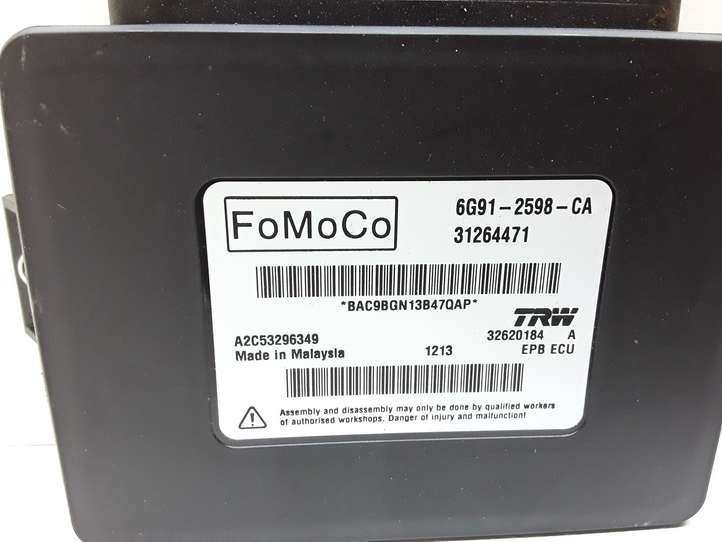 FoMoCo
6G91-2598-CA
31264471
*BAC9BGN13B47QAP*
TRW
A2C53296349
32620184 A
Made in Malaysia
1213
EPB ECU
Assembly and disassembly may only be done by qualified workers
of authorised workshops. Danger of injury and malfunction!